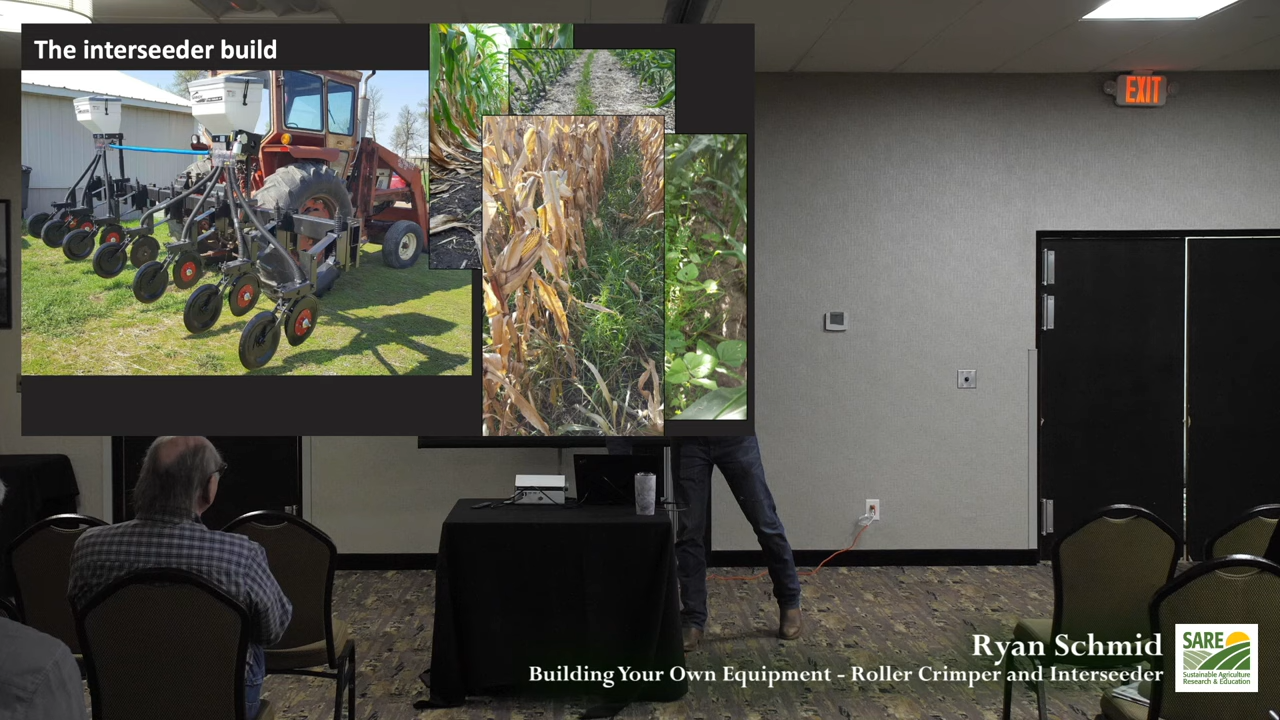 The interseeder build
EXIT
Ryan Schmid
Building Your Own Equipment - Roller Crimper and Interseeder
SARE
Sustainable Agriculture
Research & Education